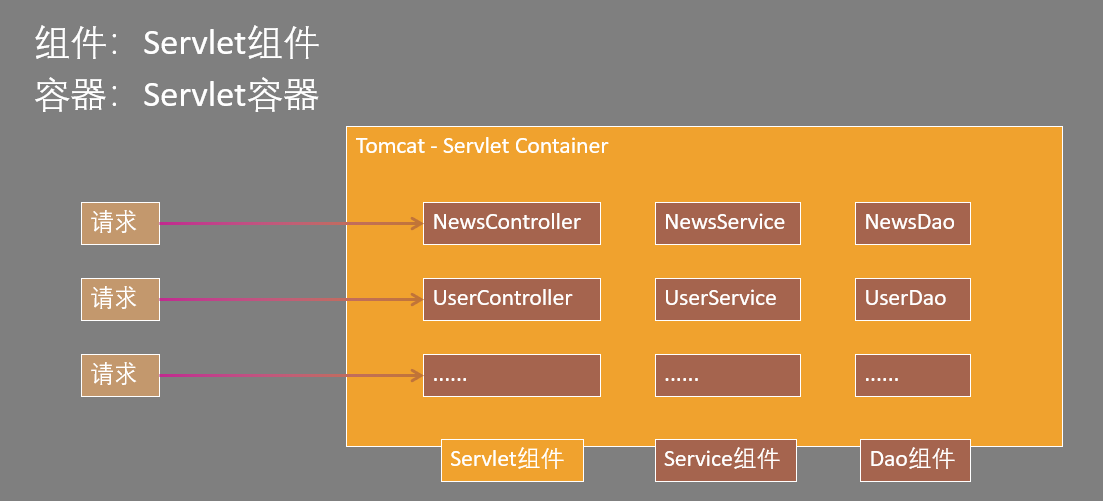 组件：Servlet组件
容器：Servlet容器
Tomcat - Servlet Container
请求 NewsController NewsService NewsDao
请求 UserController UserService UserDao
请求 ...... ...... ......
Servlet组件 Service组件 Dao组件